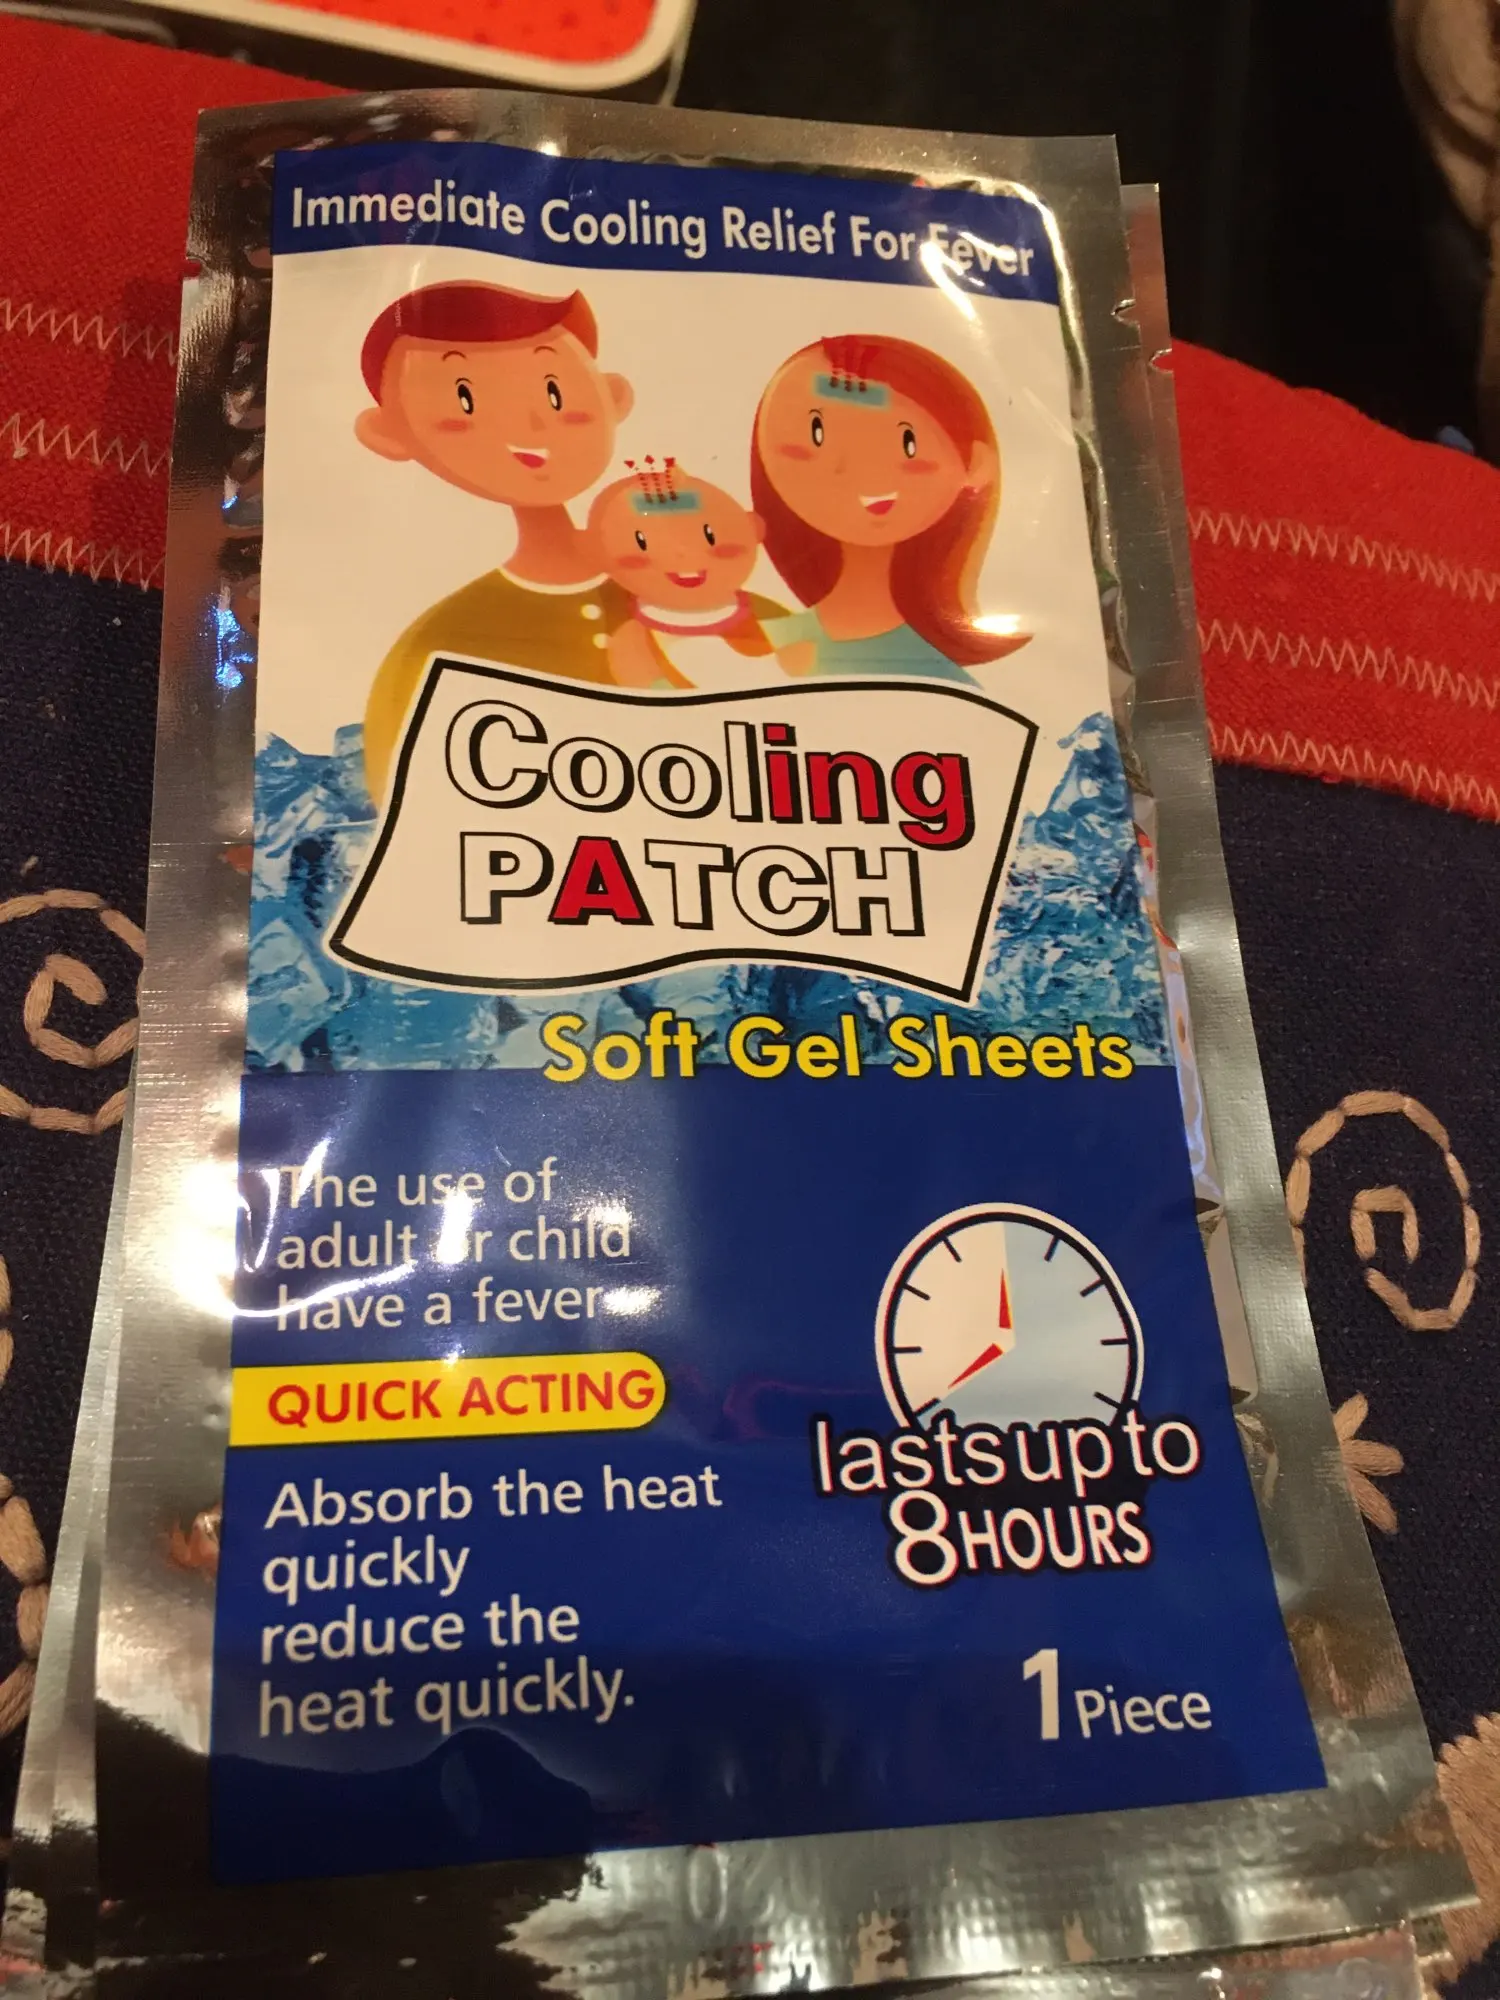 Immediate Cooling Relief For Fever
Cooling
PATCH
Soft Gel Sheets
The use of
adult or child
have a fever
QUICK ACTING
Absorb the heat
quickly
reduce the
heat quickly.
lasts up to
8 HOURS
1 Piece